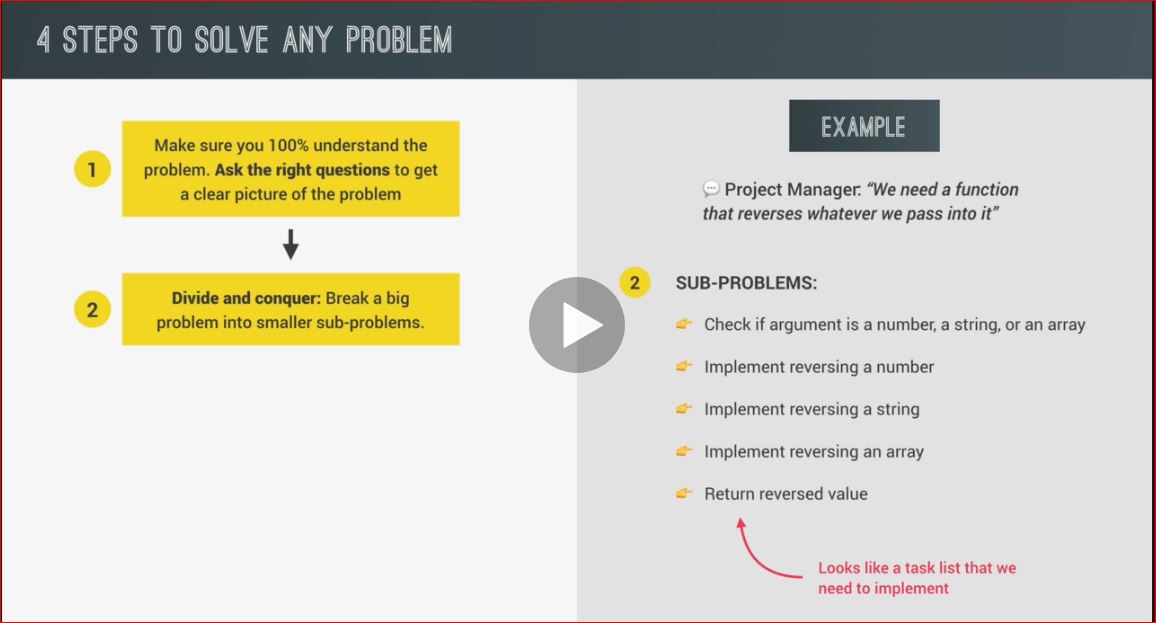 4 STEPS TO SOLVE ANY PROBLEM
1
Make sure you 100% understand the
problem. Ask the right questions to get
a clear picture of the problem
2
Divide and conquer: Break a big
problem into smaller sub-problems.
EXAMPLE
Project Manager: “We need a function
that reverses whatever we pass into it”
2
SUB-PROBLEMS:
Check if argument is a number, a string, or an array
Implement reversing a number
Implement reversing a string
Implement reversing an array
Return reversed value
Looks like a task list that we
need to implement